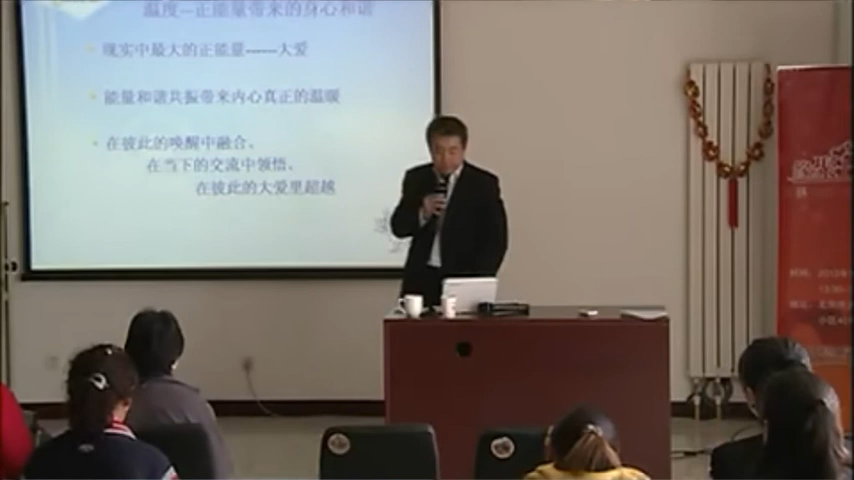 温度---正能量带来的身心和谐
现实中最大的正能量------大爱
能量和谐共振带来内心真正的温暖
在彼此的唤醒中融合、
在当下的交流中领悟、
在彼此的大爱里超越